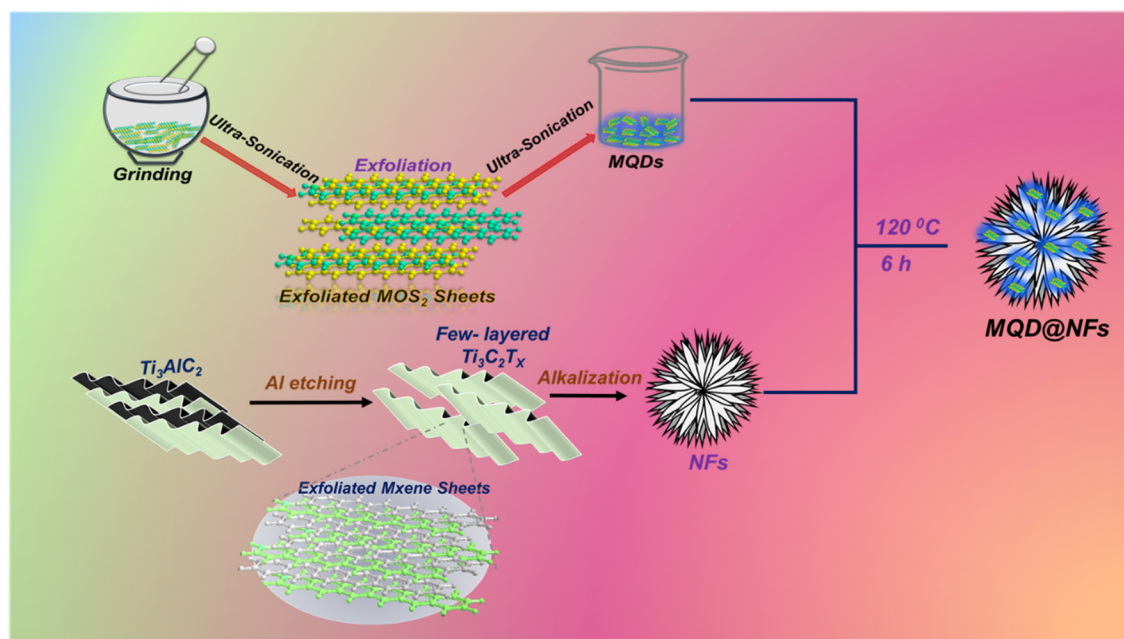 Grinding
Ultra-Sonication
Exfoliation
Exfoliated MOS₂ Sheets
Ultra-Sonication
MQDs
120 ⁰C
6 h
MQD@NFs
Ti₃AlC₂
Al etching
Few- layered
Ti₃C₂Tₓ
Alkalization
NFs
Exfoliated Mxene Sheets